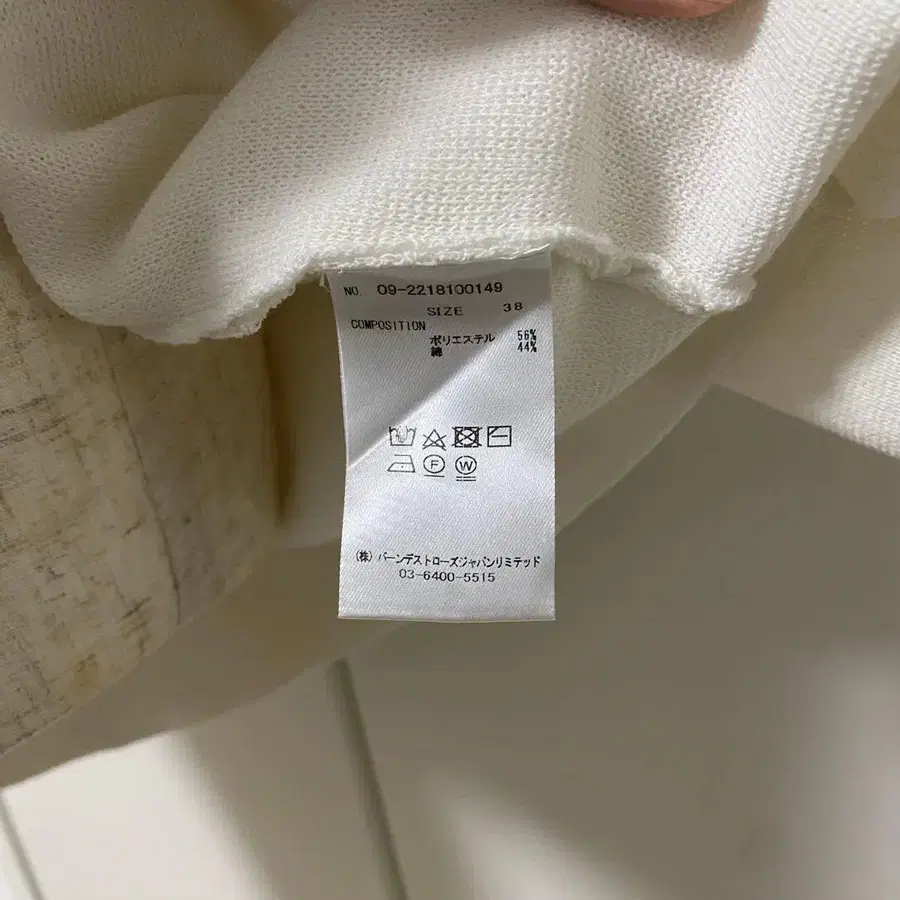 NO. 09-2218100149
SIZE 38
COMPOSITION
ポリエステル 56%
綿 44%
F W
(株) バーンデストローズジャパンリミテッド
03-6400-5515